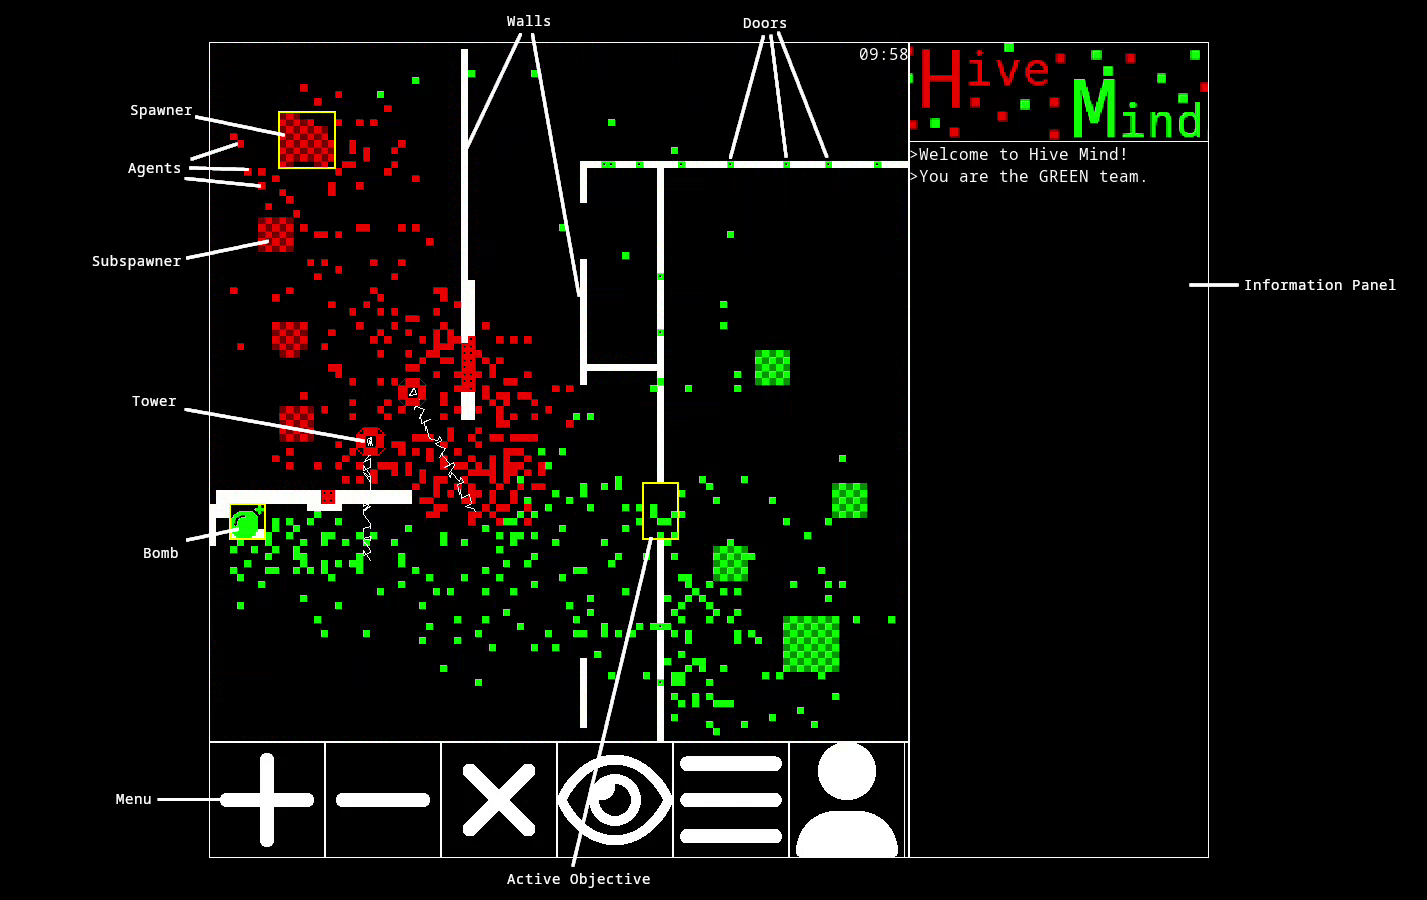 Walls
Doors
09:58
Hive
Mind
Spawner
Agents
>Welcome to Hive Mind!
>You are the GREEN team.
Subspawner
Information Panel
Tower
Bomb
Menu
Active Objective